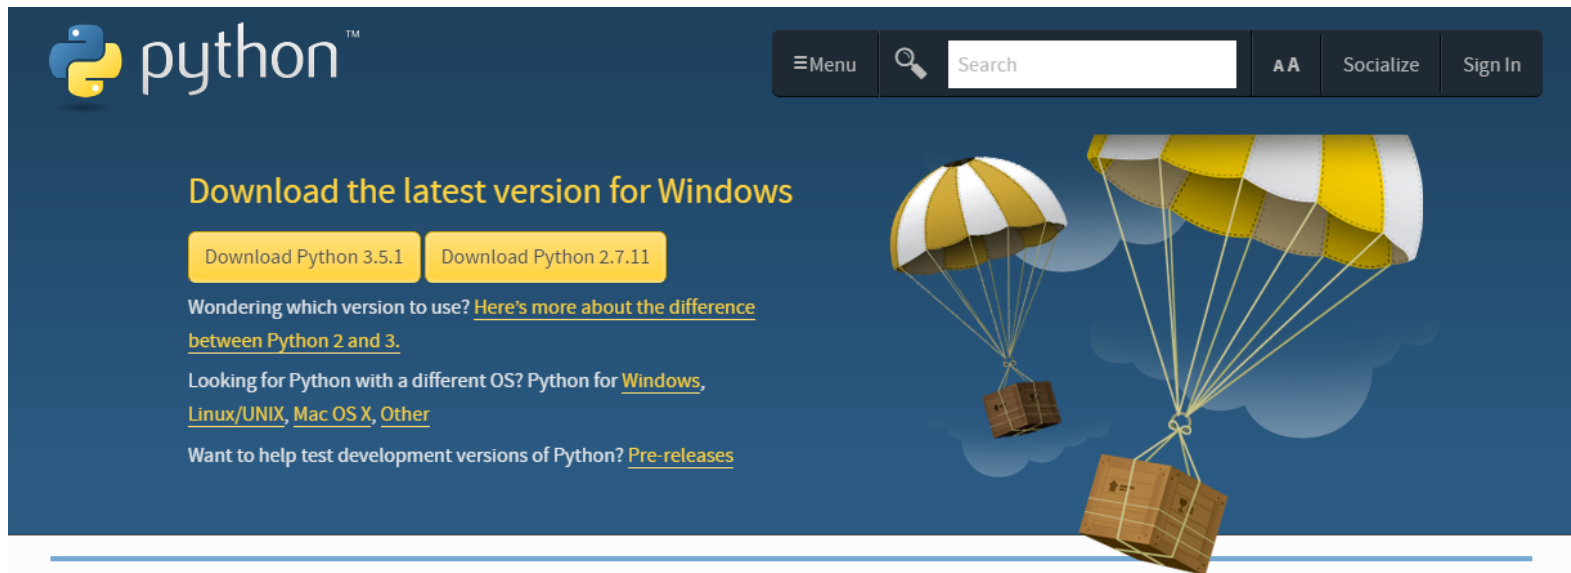 python™
≡Menu
Search
A A
Socialize
Sign In
Download the latest version for Windows
Download Python 3.5.1
Download Python 2.7.11
Wondering which version to use? Here's more about the difference
between Python 2 and 3.
Looking for Python with a different OS? Python for Windows,
Linux/UNIX, Mac OS X, Other
Want to help test development versions of Python? Pre-releases